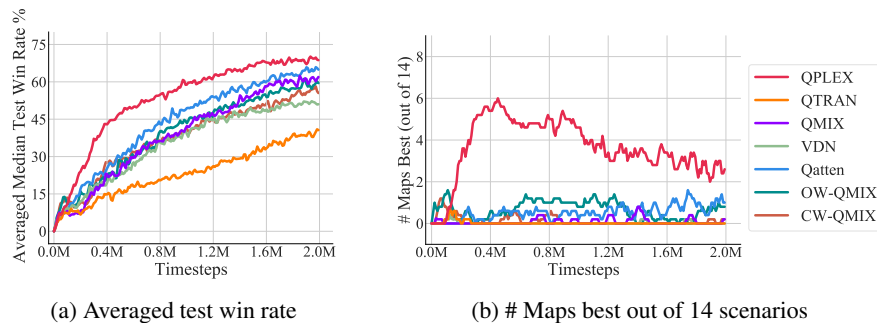 Averaged Median Test Win Rate %
75
60
45
30
15
0
0.0M 0.4M 0.8M 1.2M 1.6M 2.0M
Timesteps
(a) Averaged test win rate
# Maps Best (out of 14)
8
6
4
2
0
0.0M 0.4M 0.8M 1.2M 1.6M 2.0M
Timesteps
(b) # Maps best out of 14 scenarios
QPLEX
QTRAN
QMIX
VDN
Qatten
OW-QMIX
CW-QMIX